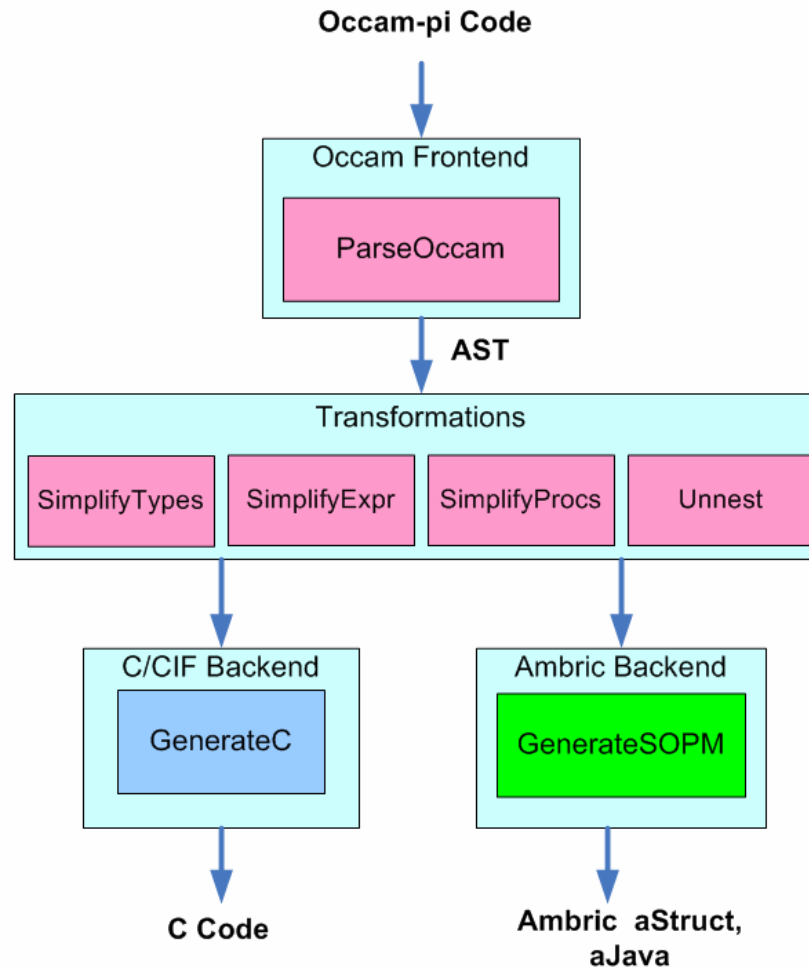 Occam-pi Code
Occam Frontend
ParseOccam
AST
Transformations
SimplifyTypes
SimplifyExpr
SimplifyProcs
Unnest
C/CIF Backend
GenerateC
Ambric Backend
GenerateSOPM
C Code
Ambric aStruct,
aJava